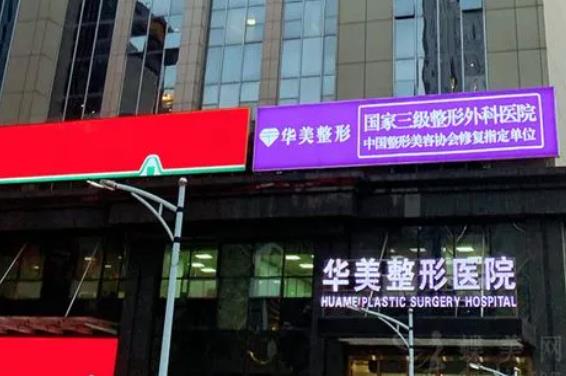 华美整形
国家三级整形外科医院
中国整形美容协会修复指定单位
华美整形医院
HUAMEI PLASTIC SURGERY HOSPITAL